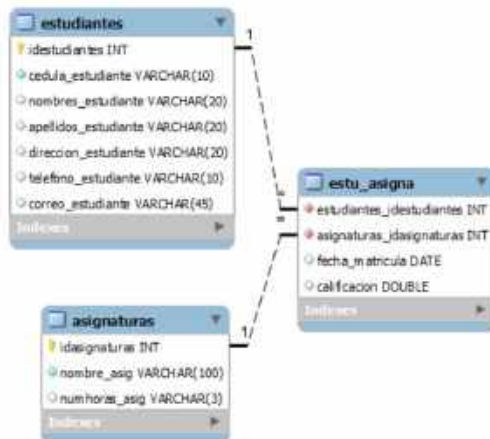 estudiantes
idestudiantes INT
cedula_estudiante VARCHAR(10)
nombres_estudiante VARCHAR(20)
apellidos_estudiante VARCHAR(20)
direccion_estudiante VARCHAR(20)
telefono_estudiante VARCHAR(10)
correo_estudiante VARCHAR(45)
Indexes
1
estu_asigna
estudiantes_idestudiantes INT
asignaturas_idasignaturas INT
fecha_matricula DATE
calificacion DOUBLE
Indexes
asignaturas
idasignaturas INT
nombre_asig VARCHAR(100)
numhoras_asig VARCHAR(3)
Indexes
1